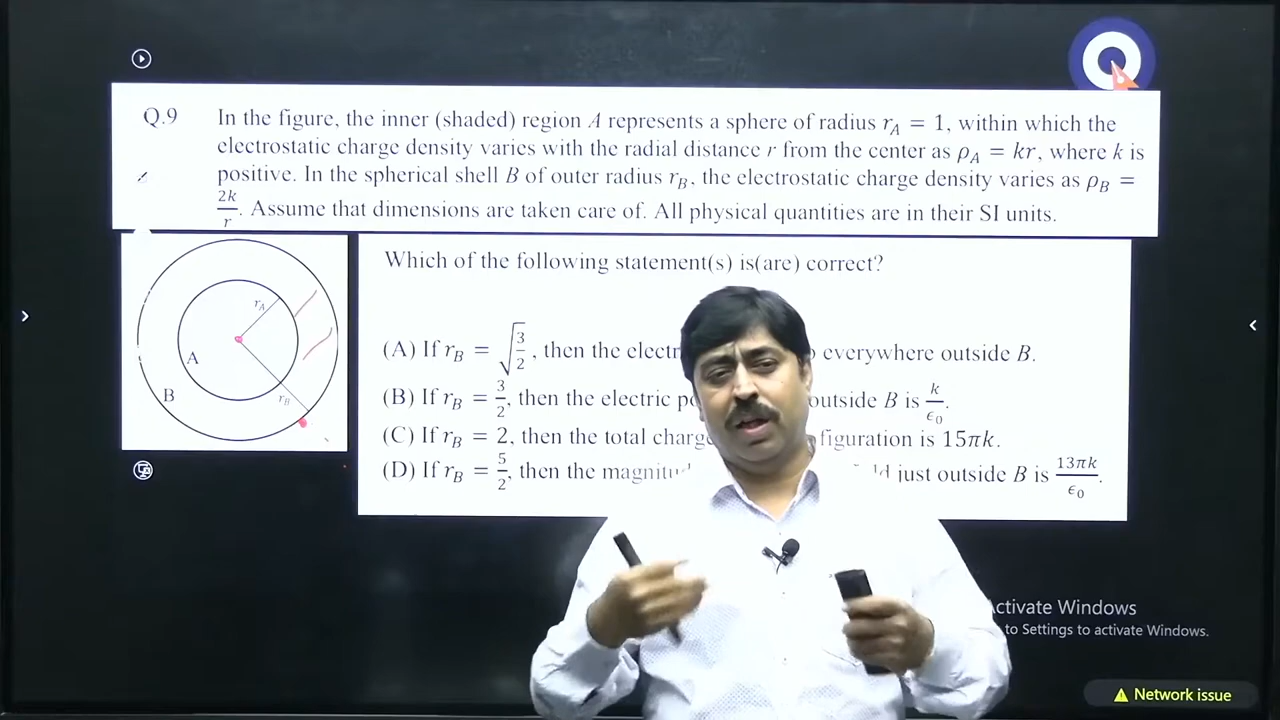 Q.9 In the figure, the inner (shaded) region A represents a sphere of radius r_A = 1, within which the
electrostatic charge density varies with the radial distance r from the center as ρ_A = kr, where k is
positive. In the spherical shell B of outer radius r_B, the electrostatic charge density varies as ρ_B =
2k/r. Assume that dimensions are taken care of. All physical quantities are in their SI units.
r_A
A
r_B
B
Which of the following statement(s) is(are) correct?
(A) If r_B = √(3/2), then the everywhere outside B.
(B) If r_B = 3/2, then the electric outside B is k/ϵ₀.
(C) If r_B = 2, then the total is 15πk.
(D) If r_B = 5/2, then the just outside B is 13πk/ϵ₀.
Activate Windows
to Settings to activate Windows.
Network issue